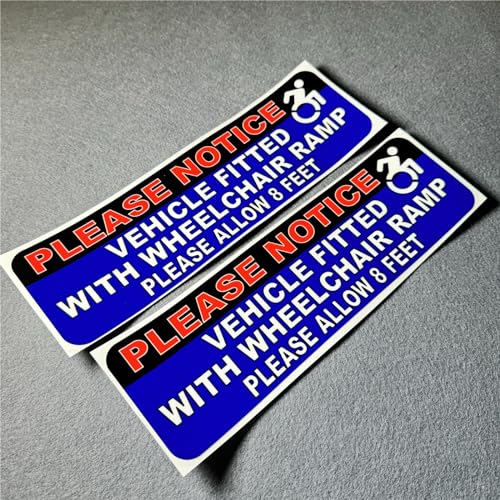 PLEASE NOTICE
VEHICLE FITTED
WITH WHEELCHAIR RAMP
PLEASE ALLOW 8 FEET
PLEASE NOTICE
VEHICLE FITTED
WITH WHEELCHAIR RAMP
PLEASE ALLOW 8 FEET